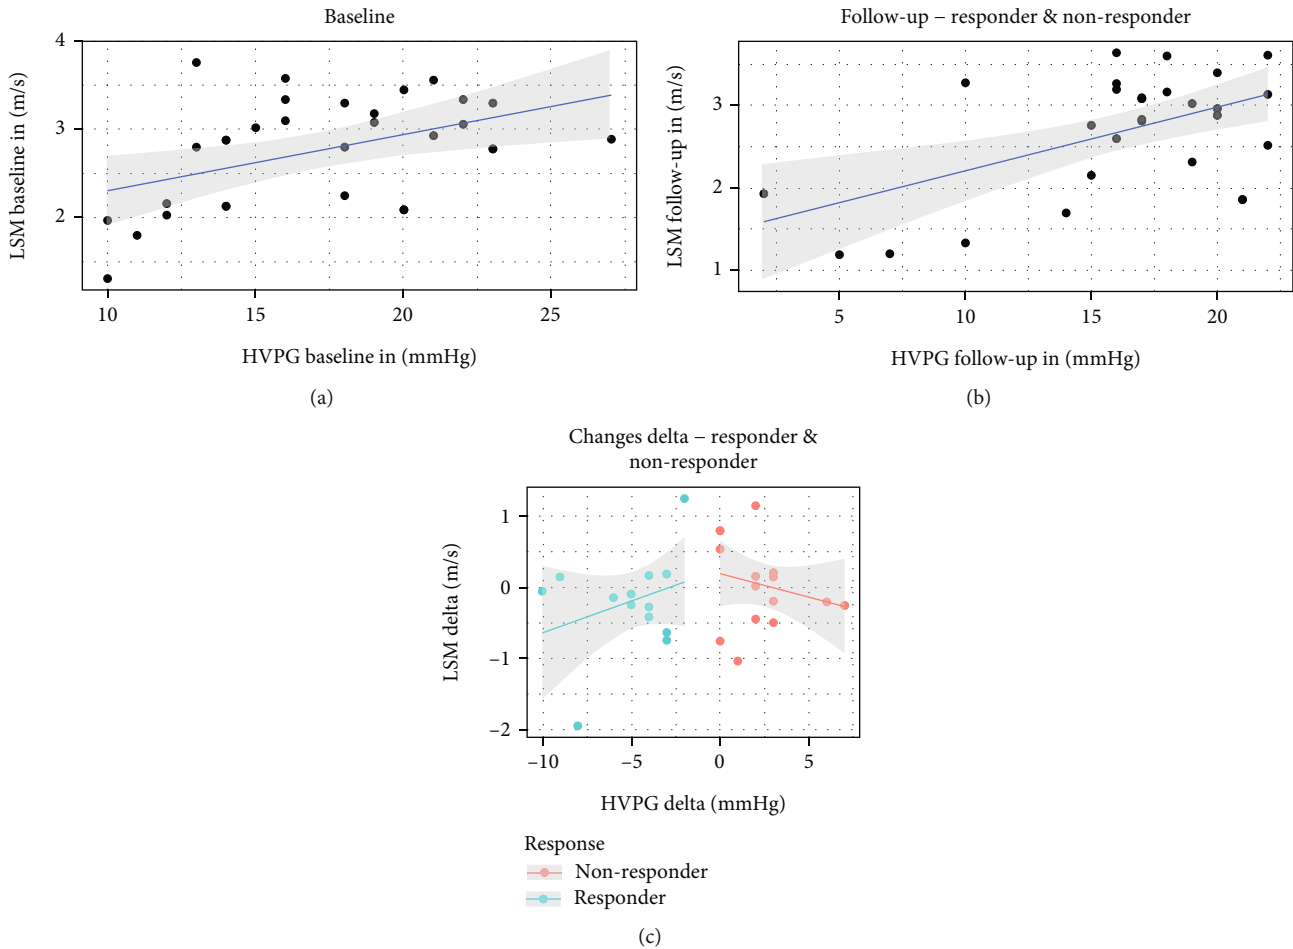 Baseline
LSM baseline in (m/s)
4
3
2
10
15
20
25
HVPG baseline in (mmHg)
(a)
Follow-up – responder & non-responder
LSM follow-up in (m/s)
3
2
1
5
10
15
20
HVPG follow-up in (mmHg)
(b)
Changes delta – responder &
non-responder
LSM delta (m/s)
1
0
–1
–2
–10
–5
0
5
HVPG delta (mmHg)
Response
Non-responder
Responder
(c)